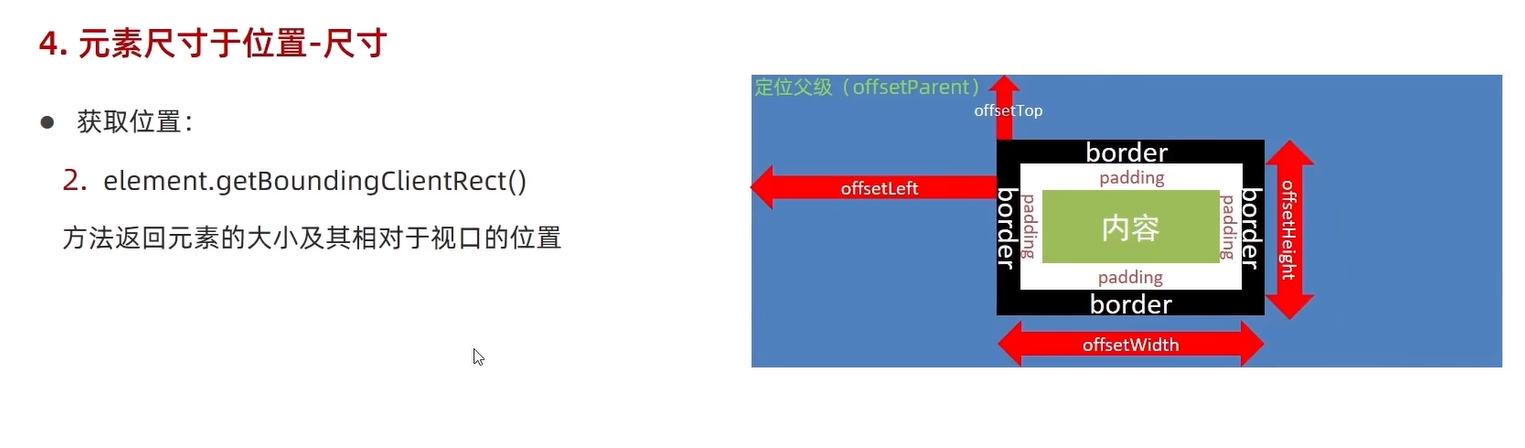 4. 元素尺寸于位置-尺寸
● 获取位置：
2. element.getBoundingClientRect()
方法返回元素的大小及其相对于视口的位置
定位父级（offsetParent）
offsetTop
offsetLeft
border
padding
border
padding
内容
padding
border
padding
border
offsetHeight
offsetWidth